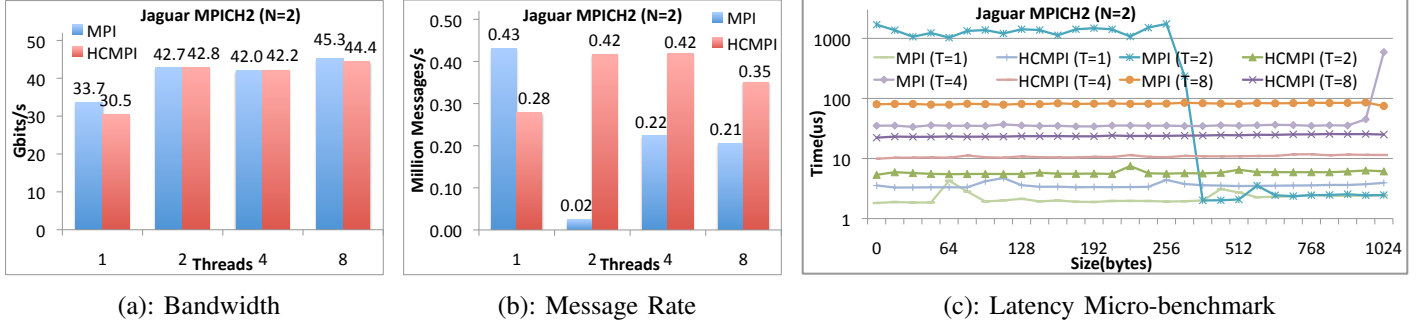 Jaguar MPICH2 (N=2)
MPI
HCMPI
Gbits/s
50
40
30
20
10
0
33.7
30.5
42.7
42.8
42.0
42.2
45.3
44.4
1
2
4
8
Threads
(a): Bandwidth
Jaguar MPICH2 (N=2)
MPI
HCMPI
Million Messages/s
0.50
0.40
0.30
0.20
0.10
0.00
0.43
0.28
0.02
0.42
0.22
0.42
0.21
0.35
1
2
4
8
Threads
(b): Message Rate
Jaguar MPICH2 (N=2)
Time(us)
1000
100
10
1
MPI (T=1)
HCMPI (T=1)
MPI (T=2)
HCMPI (T=2)
MPI (T=4)
HCMPI (T=4)
MPI (T=8)
HCMPI (T=8)
0
64
128
192
256
512
768
1024
Size(bytes)
(c): Latency Micro-benchmark